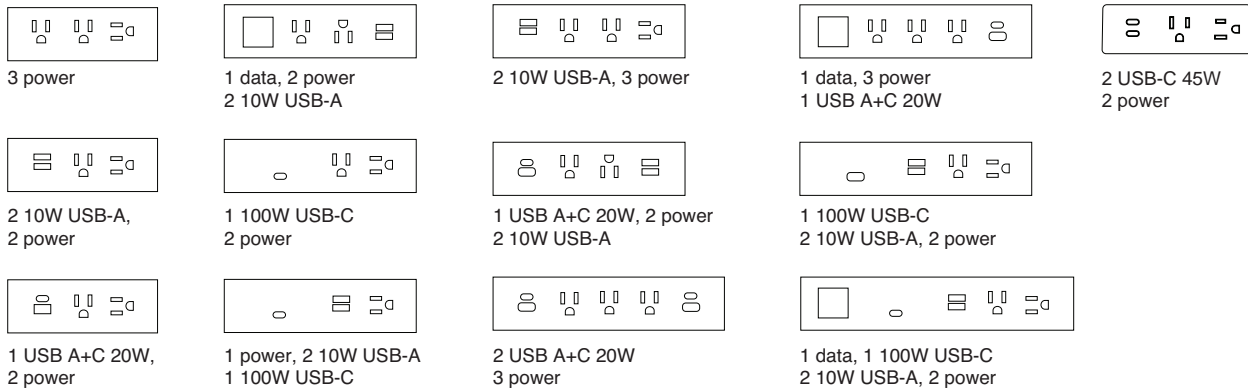 3 power
1 data, 2 power
2 10W USB-A
2 10W USB-A, 3 power
1 data, 3 power
1 USB A+C 20W
2 USB-C 45W
2 power
2 10W USB-A,
2 power
1 100W USB-C
2 power
1 USB A+C 20W, 2 power
2 10W USB-A
1 100W USB-C
2 10W USB-A, 2 power
1 USB A+C 20W,
2 power
1 power, 2 10W USB-A
1 100W USB-C
2 USB A+C 20W
3 power
1 data, 1 100W USB-C
2 10W USB-A, 2 power